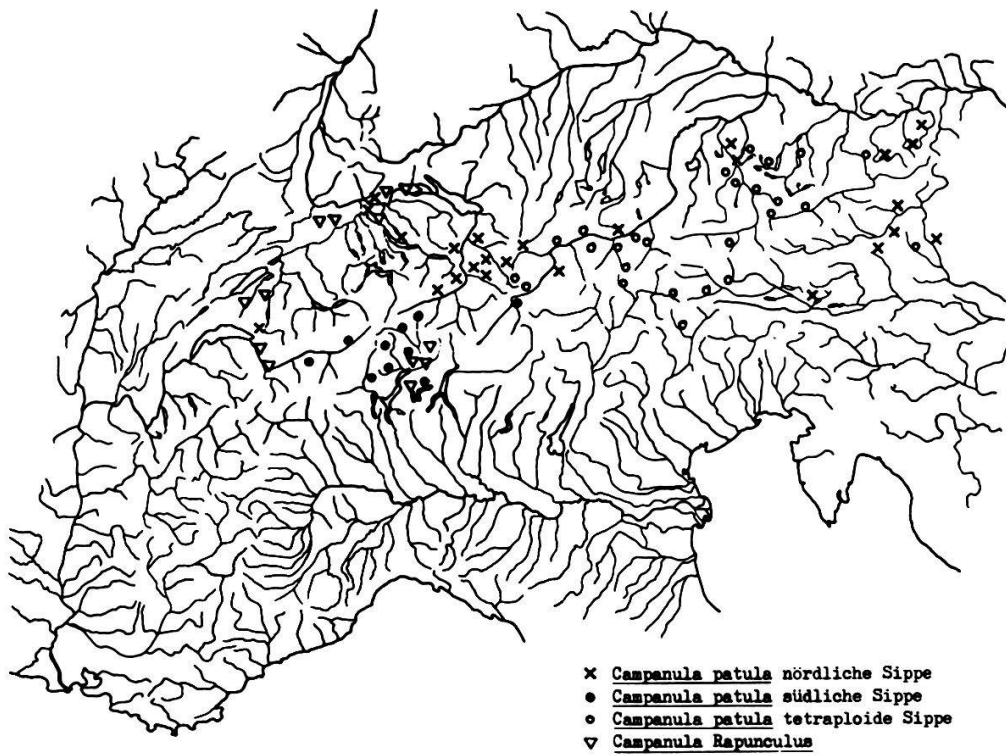 × Campanula patula nördliche Sippe
● Campanula patula südliche Sippe
○ Campanula patula tetraploide Sippe
▽ Campanula Rapunculus